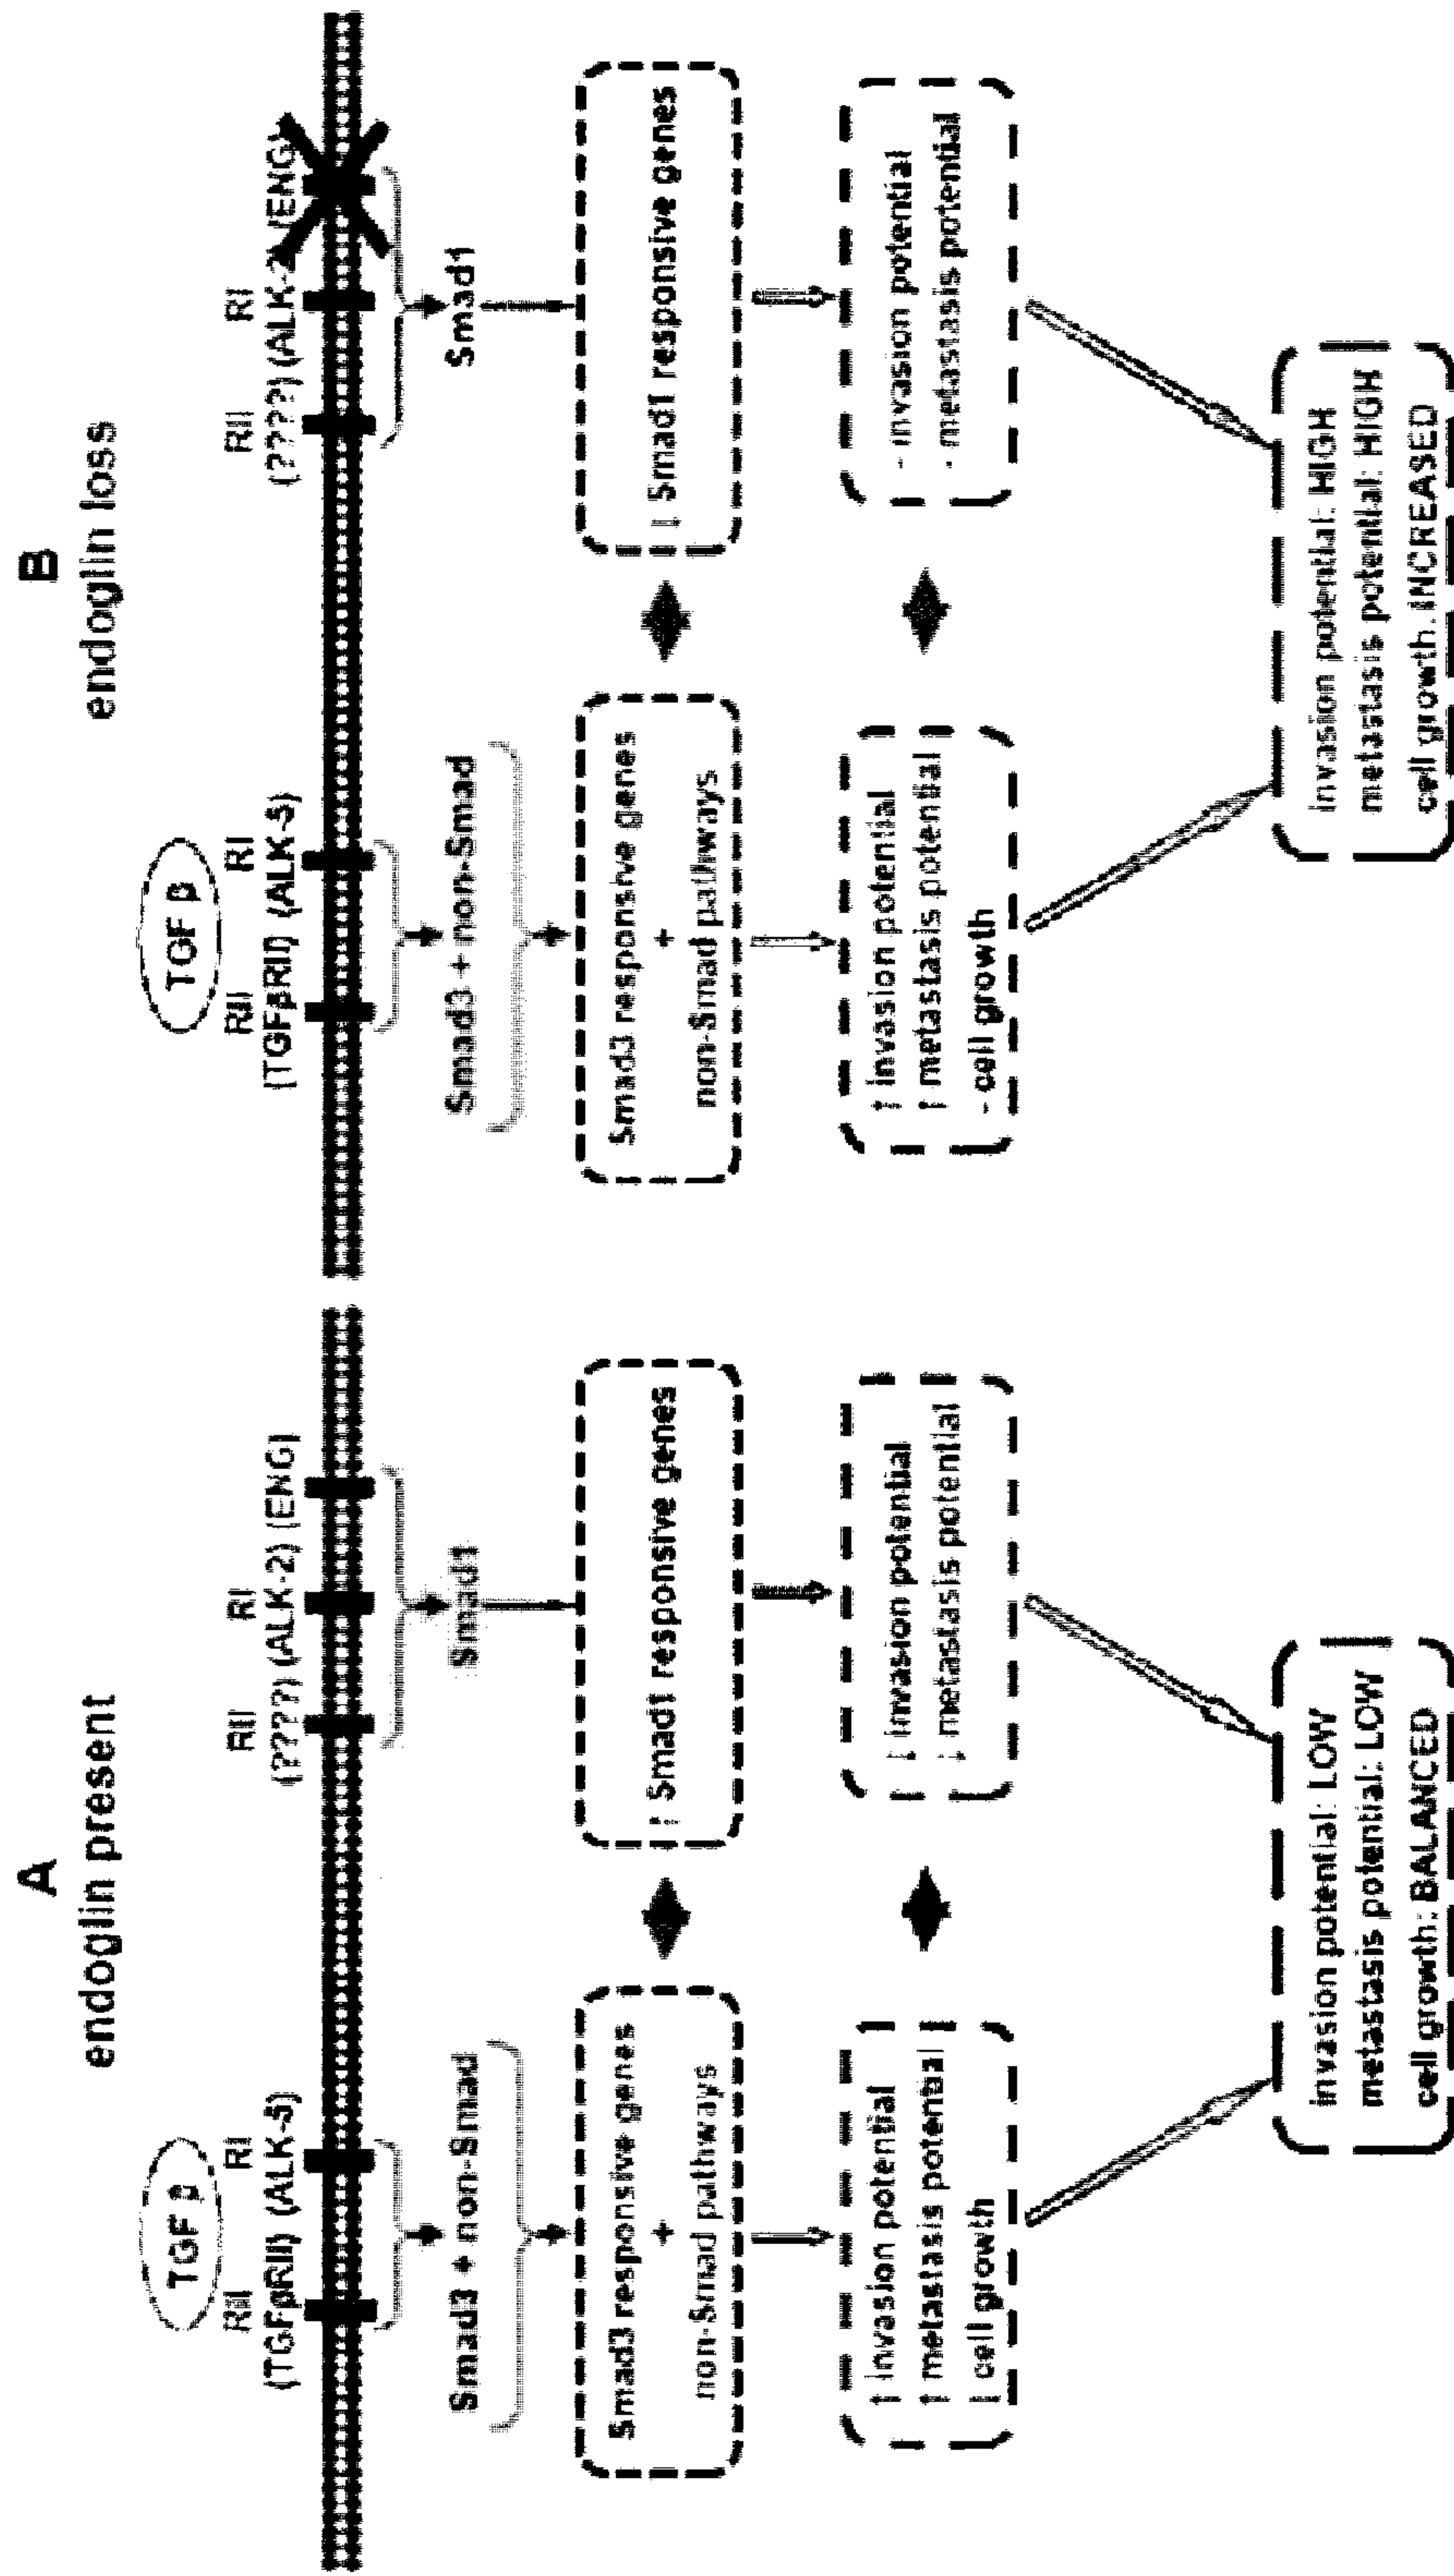 A
endoglin present
TGF β
RII RI
(TGFβRII) (ALK-5)
RII RI
(????) (ALK-2) (ENG)
Smad3 + non-Smad
Smad1
Smad3 responsive genes
+
non-Smad pathways
↑ Smad1 responsive genes
↑ invasion potential
↑ metastasis potential
↓ cell growth
↓ invasion potential
↓ metastasis potential
invasion potential: LOW
metastasis potential: LOW
cell growth: BALANCED
B
endoglin loss
TGF β
RII RI
(TGFβRII) (ALK-5)
RII RI
(????) (ALK-2) (ENG)
Smad3 + non-Smad
Smad1
Smad3 responsive genes
+
non-Smad pathways
↓ Smad1 responsive genes
↑ invasion potential
↑ metastasis potential
- cell growth
- invasion potential
- metastasis potential
invasion potential: HIGH
metastasis potential: HIGH
cell growth: INCREASED